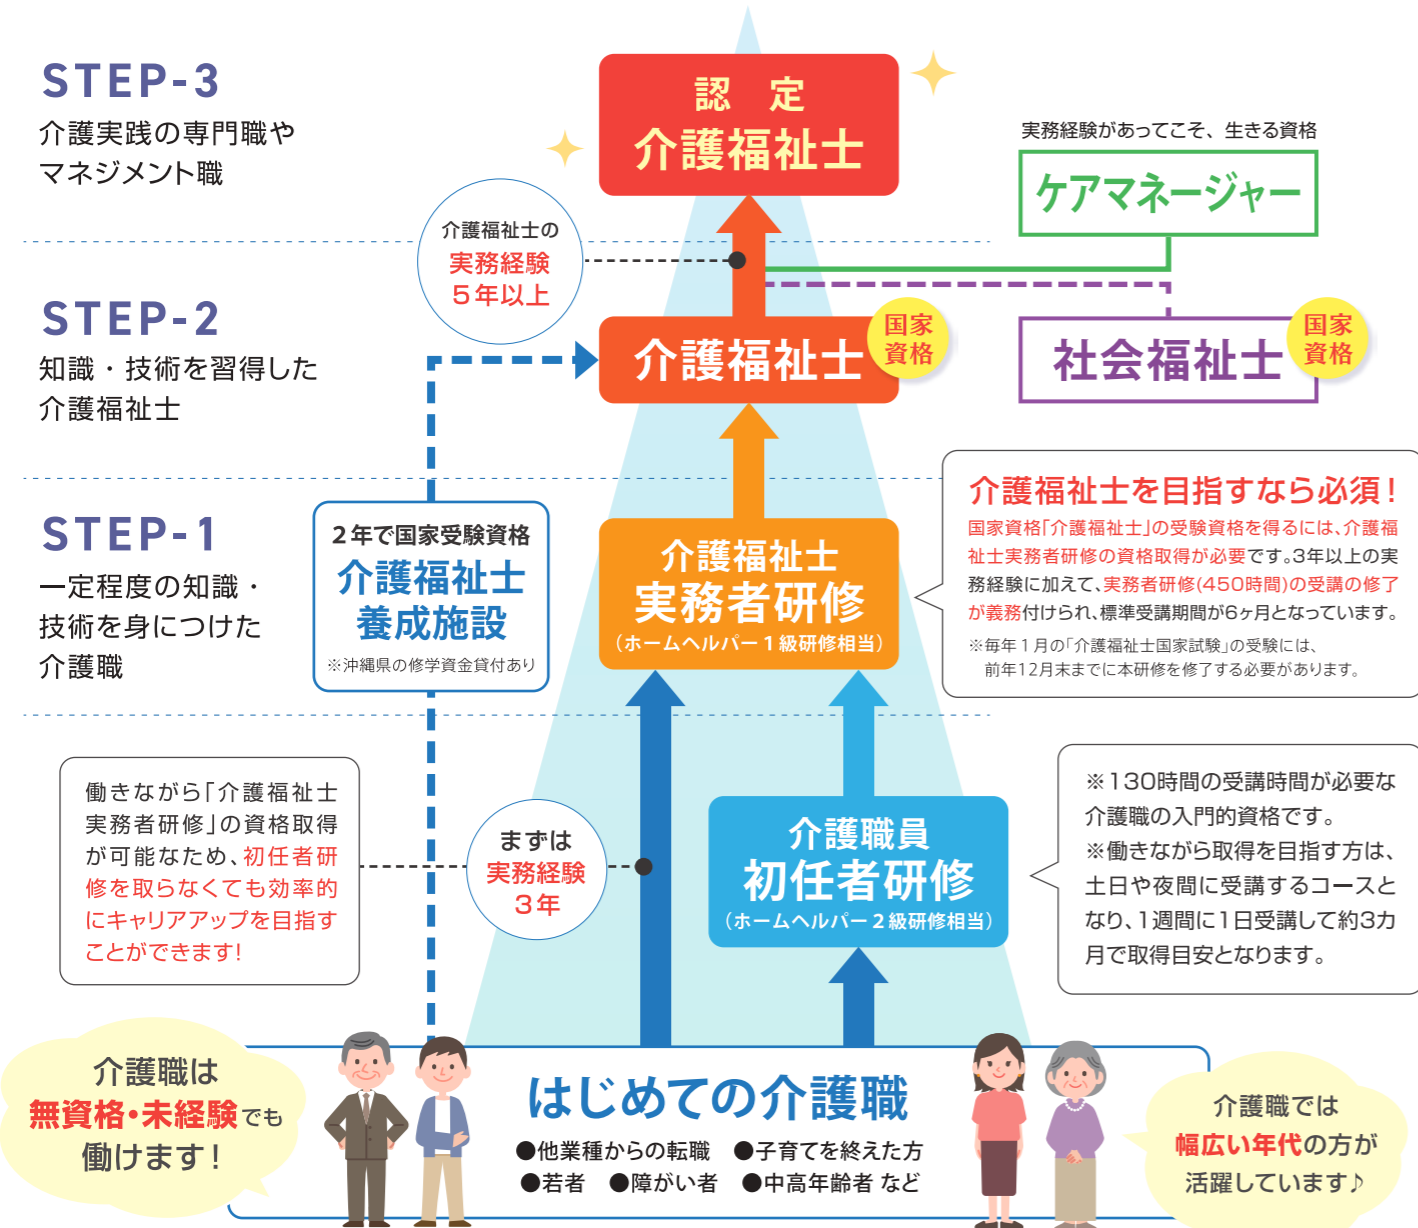 STEP-3
介護実践の専門職や
マネジメント職
認　定
介護福祉士
実務経験があってこそ、生きる資格
ケアマネージャー
介護福祉士の
実務経験
５年以上
STEP-2
知識・技術を習得した
介護福祉士
介護福祉士
国家
資格
社会福祉士
国家
資格
STEP-1
一定程度の知識・
技術を身につけた
介護職
２年で国家受験資格
介護福祉士
養成施設
※沖縄県の修学資金貸付あり
介護福祉士
実務者研修
（ホームヘルパー１級研修相当）
介護福祉士を目指すなら必須！
国家資格「介護福祉士」の受験資格を得るには、介護福
祉士実務者研修の資格取得が必要です。3年以上の実
務経験に加えて、実務者研修(450時間)の受講の修了
が義務付けられ、標準受講期間が6ヶ月となっています。
※毎年１月の「介護福祉士国家試験」の受験には、
前年12月末までに本研修を修了する必要があります。
働きながら「介護福祉士
実務者研修」の資格取得
が可能なため、初任者研
修を取らなくても効率的
にキャリアアップを目指す
ことができます！
まずは
実務経験
３年
介護職員
初任者研修
（ホームヘルパー２級研修相当）
※130時間の受講時間が必要な
介護職の入門的資格です。
※働きながら取得を目指す方は、
土日や夜間に受講するコースと
なり、1週間に1日受講して約3カ
月で取得目安となります。
介護職は
無資格・未経験でも
働けます！
はじめての介護職
●他業種からの転職　●子育てを終えた方
●若者　●障がい者　●中高年齢者 など
介護職では
幅広い年代の方が
活躍しています♪